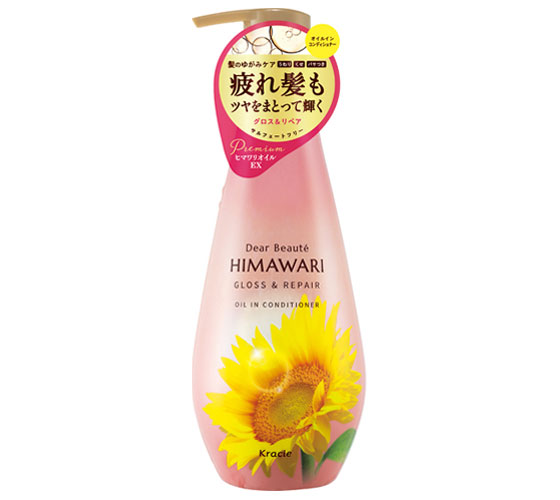 オイルイン
コンディショナー
髪のゆがみケア うねり くせ パサつき
疲れ髪も
ツヤをまとって輝く
グロス＆リペア
サルフェートフリー
Premium
ヒマワリオイル
EX
Dear Beauté
HIMAWARI
GLOSS & REPAIR
OIL IN CONDITIONER
Kracie